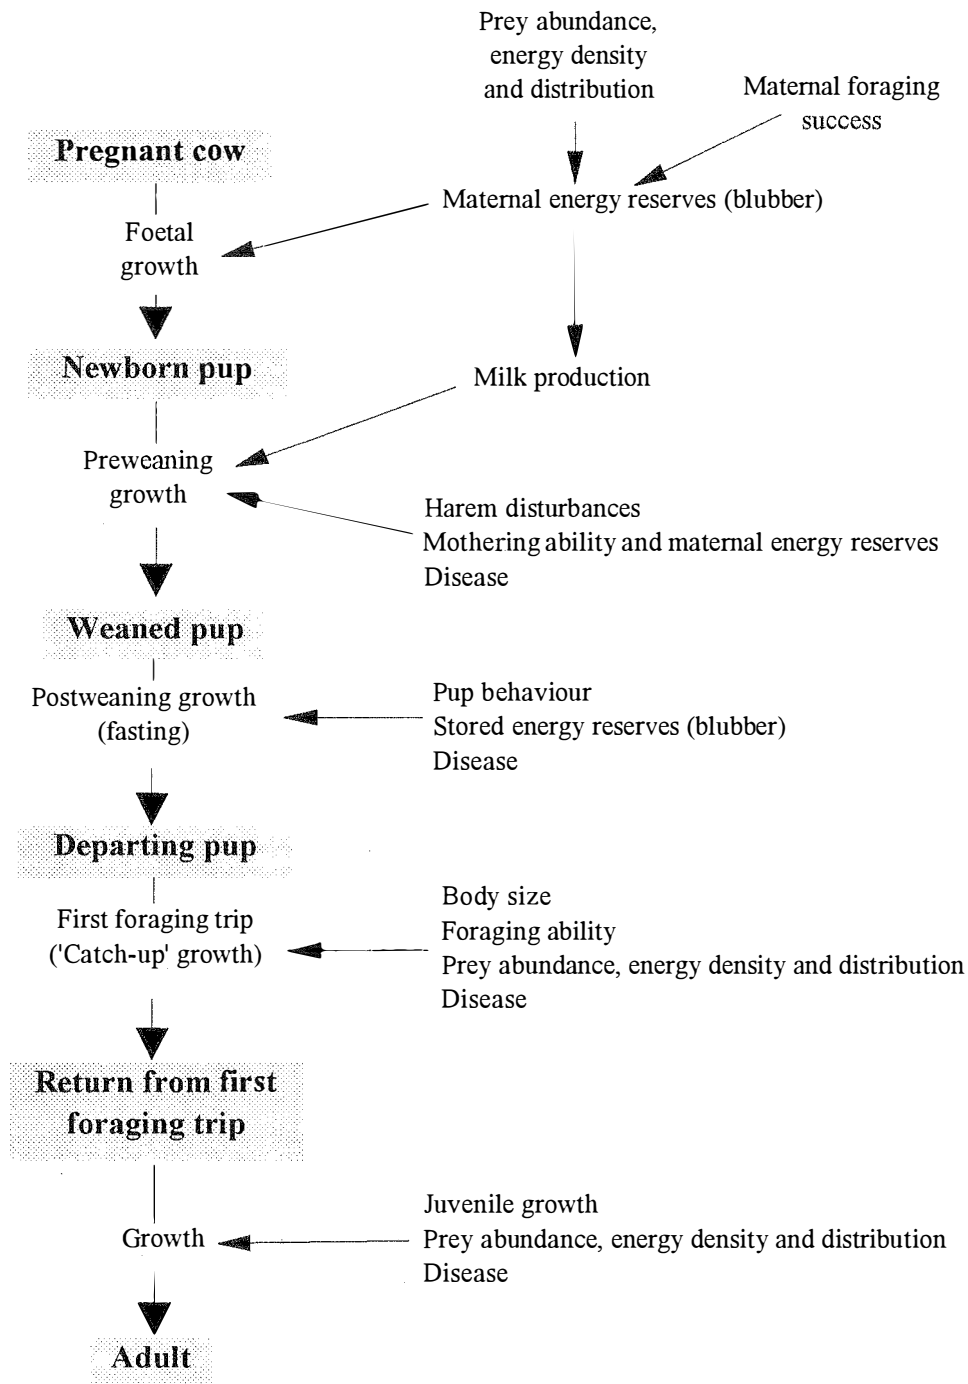 Prey abundance,
energy density
and distribution
Maternal foraging
success
Pregnant cow
Maternal energy reserves (blubber)
Foetal
growth
Newborn pup
Milk production
Preweaning
growth
Harem disturbances
Mothering ability and maternal energy reserves
Disease
Weaned pup
Postweaning growth
(fasting)
Pup behaviour
Stored energy reserves (blubber)
Disease
Departing pup
First foraging trip
('Catch-up' growth)
Body size
Foraging ability
Prey abundance, energy density and distribution
Disease
Return from first
foraging trip
Growth
Juvenile growth
Prey abundance, energy density and distribution
Disease
Adult